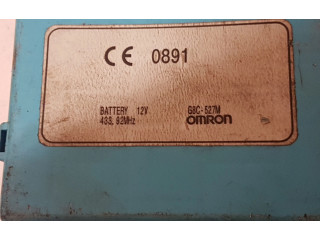 CE 0891
BATTERY 12V G8C-527M
433.92MHz OMRON